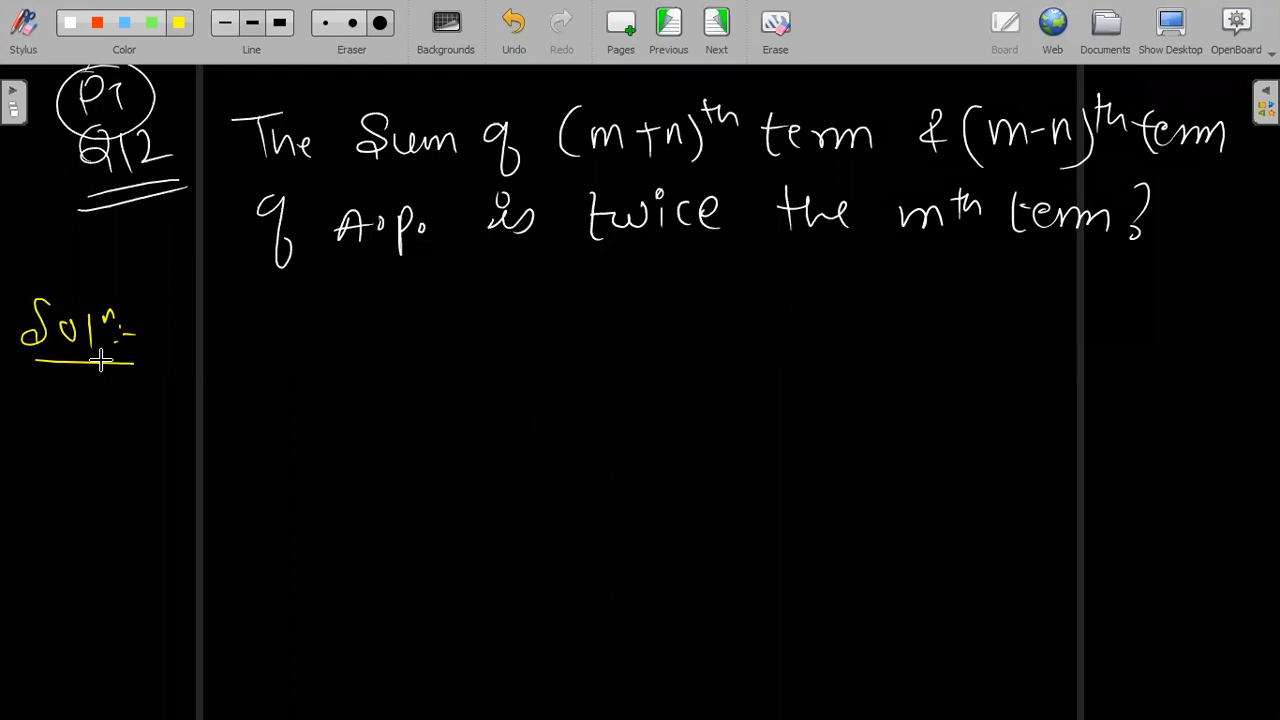 Stylus Color Line Eraser Backgrounds Undo Redo Pages Previous Next Erase Board Web Documents Show Desktop OpenBoard
P1
Q12
The Sum of (m+n)th term & (m-n)th term
of A.P. is twice the mth term?
Soln:-